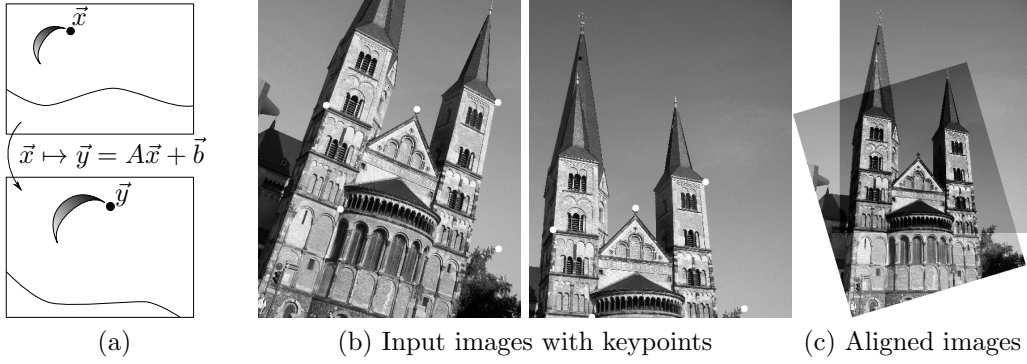 x⃗
x⃗ ↦ y⃗ = Ax⃗ + b⃗
y⃗
(a)
(b) Input images with keypoints
(c) Aligned images